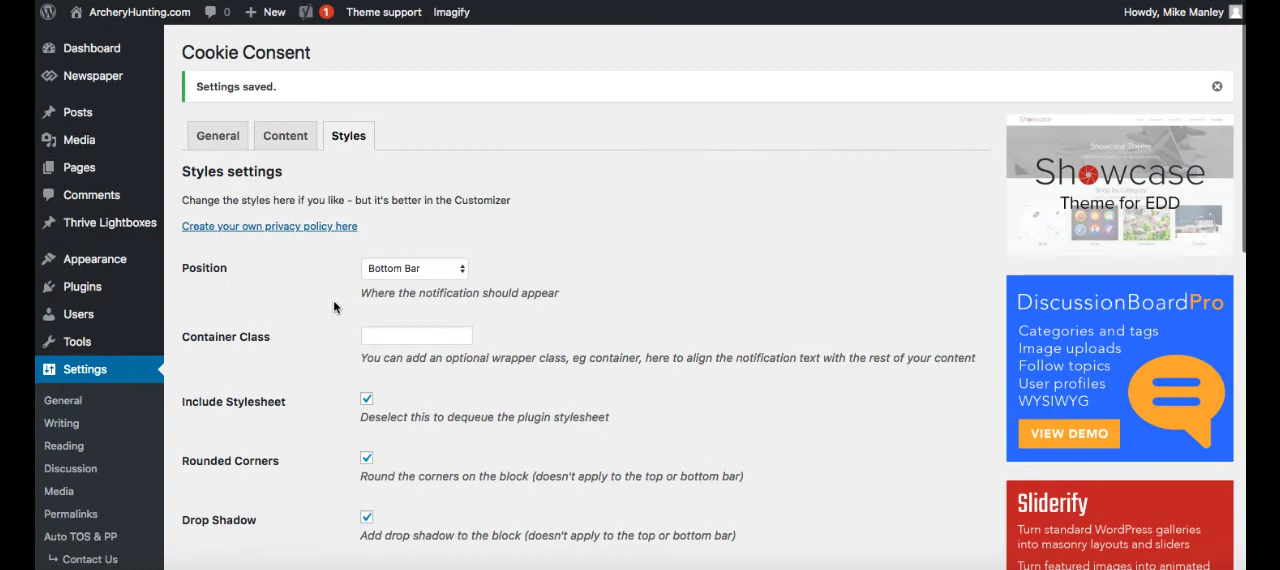 ArcheryHunting.com 0 New 1 Theme support Imagify Howdy, Mike Manley
Dashboard
Newspaper
Posts
Media
Pages
Comments
Thrive Lightboxes
Appearance
Plugins
Users
Tools
Settings
General
Writing
Reading
Discussion
Media
Permalinks
Auto TOS & PP
Contact Us
Cookie Consent
Settings saved.
General Content Styles
Styles settings
Change the styles here if you like - but it's better in the Customizer
Create your own privacy policy here
Position Bottom Bar
Where the notification should appear
Container Class
You can add an optional wrapper class, eg container, here to align the notification text with the rest of your content
Include Stylesheet
Deselect this to dequeue the plugin stylesheet
Rounded Corners
Round the corners on the block (doesn't apply to the top or bottom bar)
Drop Shadow
Add drop shadow to the block (doesn't apply to the top or bottom bar)
Showcase
Showcase Theme
Showcase
Shop by Category
Theme for EDD
DiscussionBoardPro
Categories and tags
Image uploads
Follow topics
User profiles
WYSIWYG
VIEW DEMO
Sliderify
Turn standard WordPress galleries
into masonry layouts and sliders
Turn featured images into animated